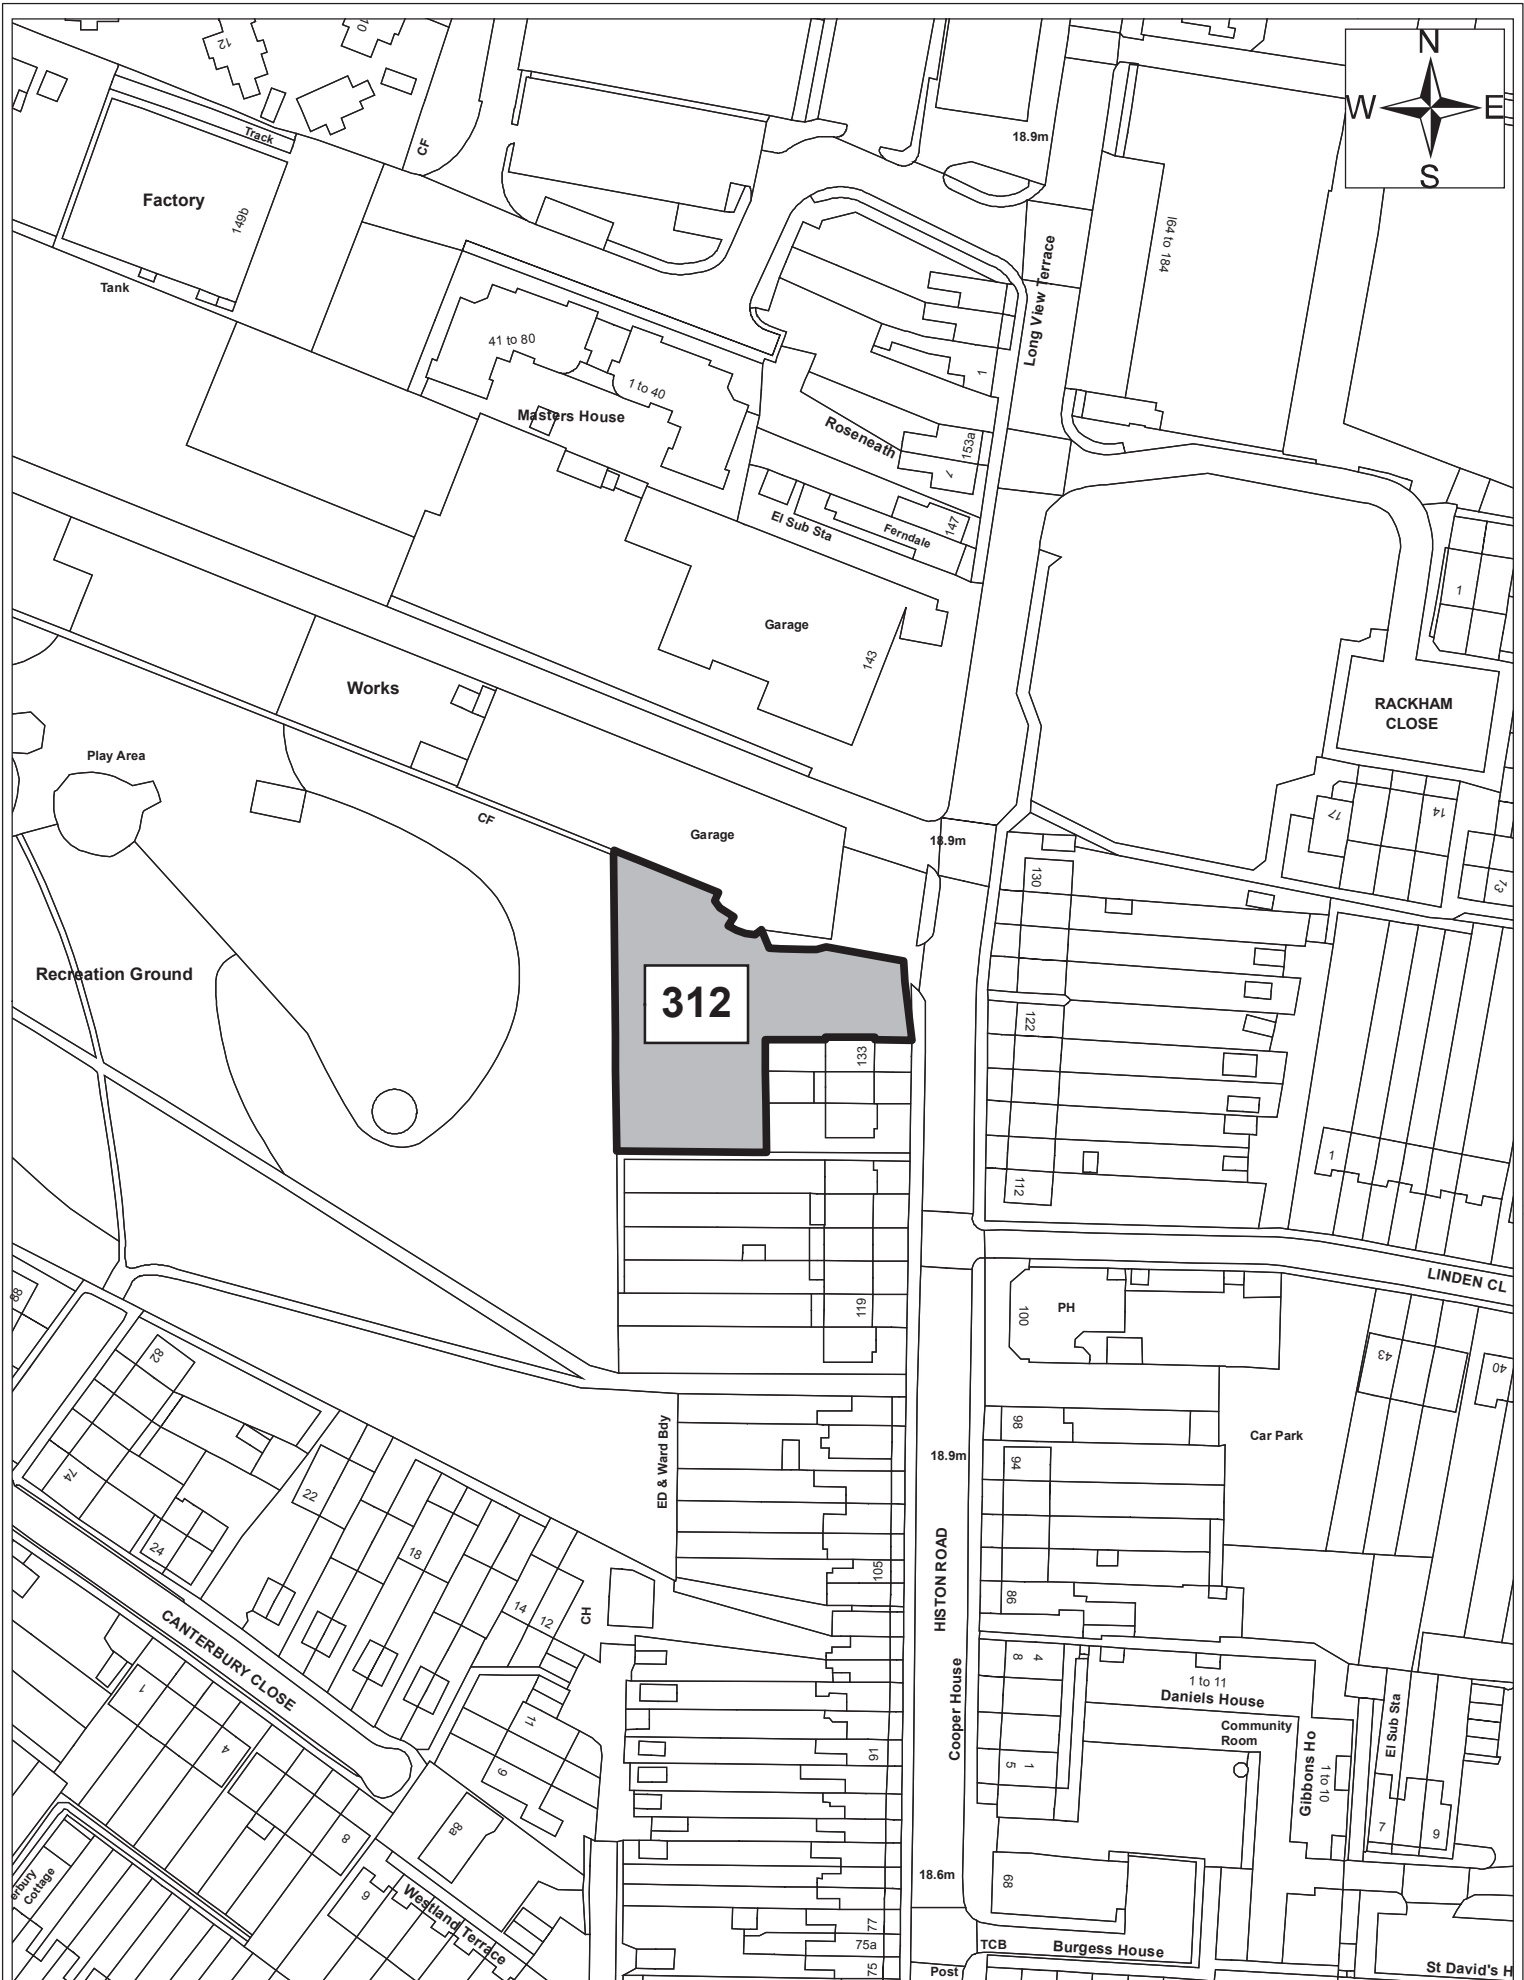 12
10
N
W E
S
Track
CF
18.9m
Factory
149b
164 to 184
Long View Terrace
Tank
41 to 80
1 to 40
Masters House
1
Roseneath
153a
7
147
El Sub Sta
Ferndale
1
Garage
143
Works
RACKHAM
CLOSE
Play Area
17
14
CF
Garage
18.9m
130
13
Recreation Ground
312
122
133
1
112
LINDEN CL
88
119
100
PH
82
43
40
98
Car Park
ED & Ward Bdy
18.9m
94
74
22
24
18
105
HISTON ROAD
86
14
12
CH
CANTERBURY CLOSE
8
4
Cooper House
1 to 11
Daniels House
1
11
Community
Room
El Sub Sta
4
91
5
1
Gibbons Ho
1 to 10
9
8a
7
9
8
18.6m
68
erbury
Cottage
9
Westland Terrace
77
75a
75
TCB
Burgess House
Post
St David's H